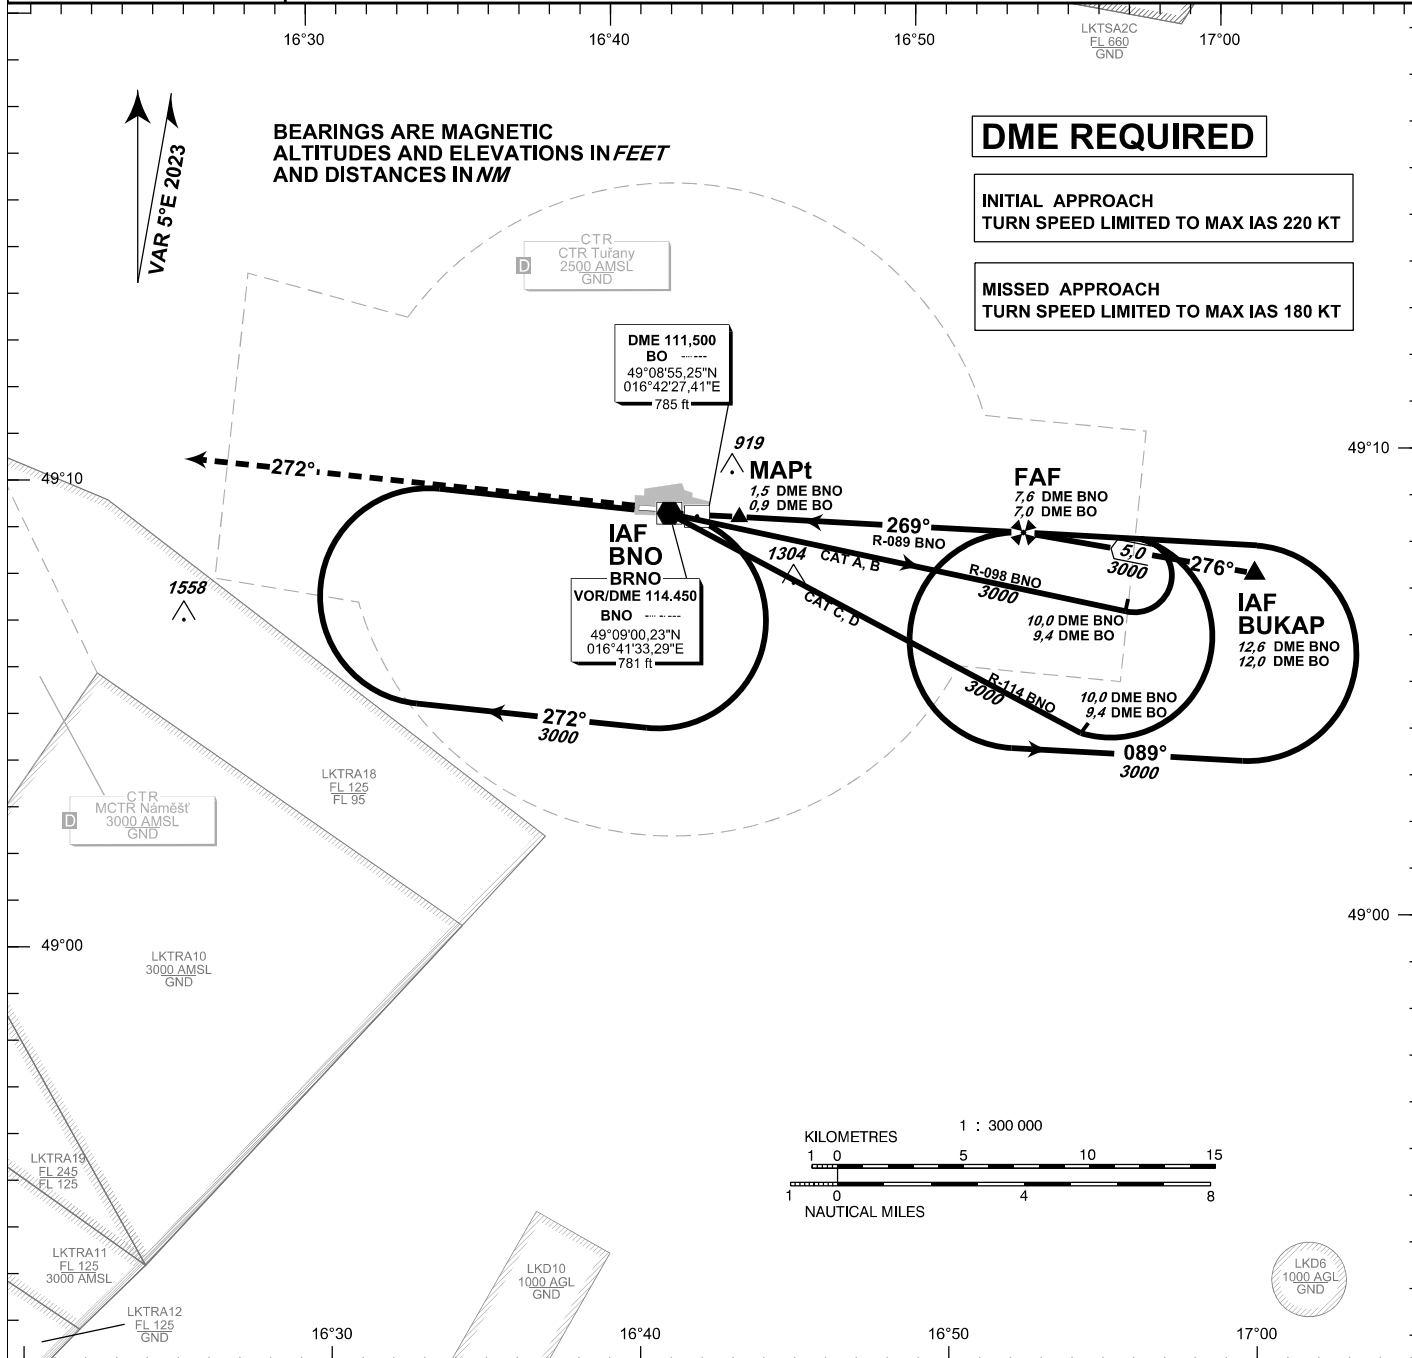 16°30
16°40
16°50
17°00
LKTSA2C
FL 660
GND
VAR 5°E 2023
BEARINGS ARE MAGNETIC
ALTITUDES AND ELEVATIONS IN FEET
AND DISTANCES IN NM
DME REQUIRED
INITIAL APPROACH
TURN SPEED LIMITED TO MAX IAS 220 KT
MISSED APPROACH
TURN SPEED LIMITED TO MAX IAS 180 KT
CTR
CTR Tuřany
D
2500 AMSL
GND
DME 111,500
BO
49°08'55,25"N
016°42'27,41"E
785 ft
49°10
49°10
272°
919
MAPt
1,5 DME BNO
0,9 DME BO
FAF
7,6 DME BNO
7,0 DME BO
269°
R-089 BNO
IAF
BNO
BRNO
VOR/DME 114.450
BNO
49°09'00,23"N
016°41'33,29"E
781 ft
1304
CAT A, B
CAT C, D
R-098 BNO
3000
5,0
3000
276°
IAF
BUKAP
12,6 DME BNO
12,0 DME BO
10,0 DME BNO
9,4 DME BO
R-114 BNO
3000
10,0 DME BNO
9,4 DME BO
089°
3000
1558
272°
3000
LKTRA18
FL 125
FL 95
CTR
MCTR Náměšť
D
3000 AMSL
GND
49°00
49°00
LKTRA10
3000 AMSL
GND
1 : 300 000
KILOMETRES
1 0 5 10 15
1 0 4 8
NAUTICAL MILES
LKTRA19
FL 245
FL 125
LKTRA11
FL 125
3000 AMSL
LKTRA12
FL 125
GND
LKD10
1000 AGL
GND
LKD6
1000 AGL
GND
16°30
16°40
16°50
17°00